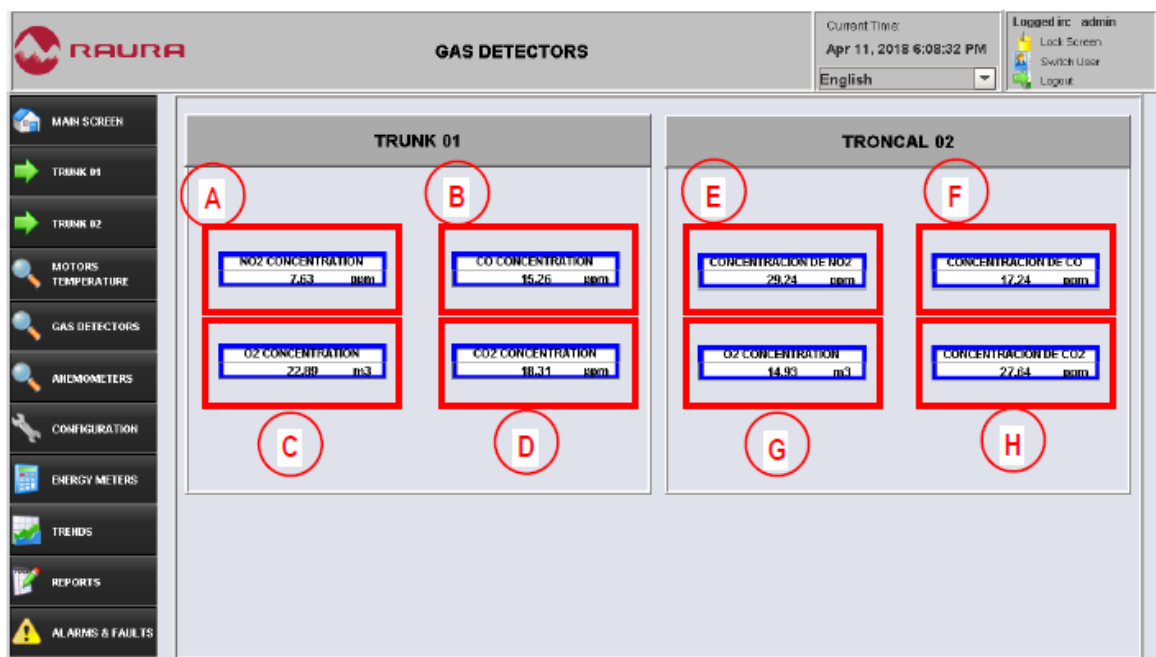 RAURA
GAS DETECTORS
Current Time:
Apr 11, 2018 6:08:32 PM
English
Logged in: admin
Lock Screen
Switch User
Logout
MAIN SCREEN
TRUNK 01
TRUNK 02
MOTORS
TEMPERATURE
GAS DETECTORS
ANEMOMETERS
CONFIGURATION
ENERGY METERS
TRENDS
REPORTS
ALARMS & FAULTS
TRUNK 01
A
B
NO2 CONCENTRATION
7.63 ppm
CO CONCENTRATION
15.26 ppm
O2 CONCENTRATION
22.89 m3
CO2 CONCENTRATION
18.31 ppm
C
D
TRONCAL 02
E
F
CONCENTRACION DE NO2
29.24 ppm
CONCENTRACION DE CO
17.24 ppm
O2 CONCENTRATION
14.93 m3
CONCENTRACION DE CO2
27.64 ppm
G
H